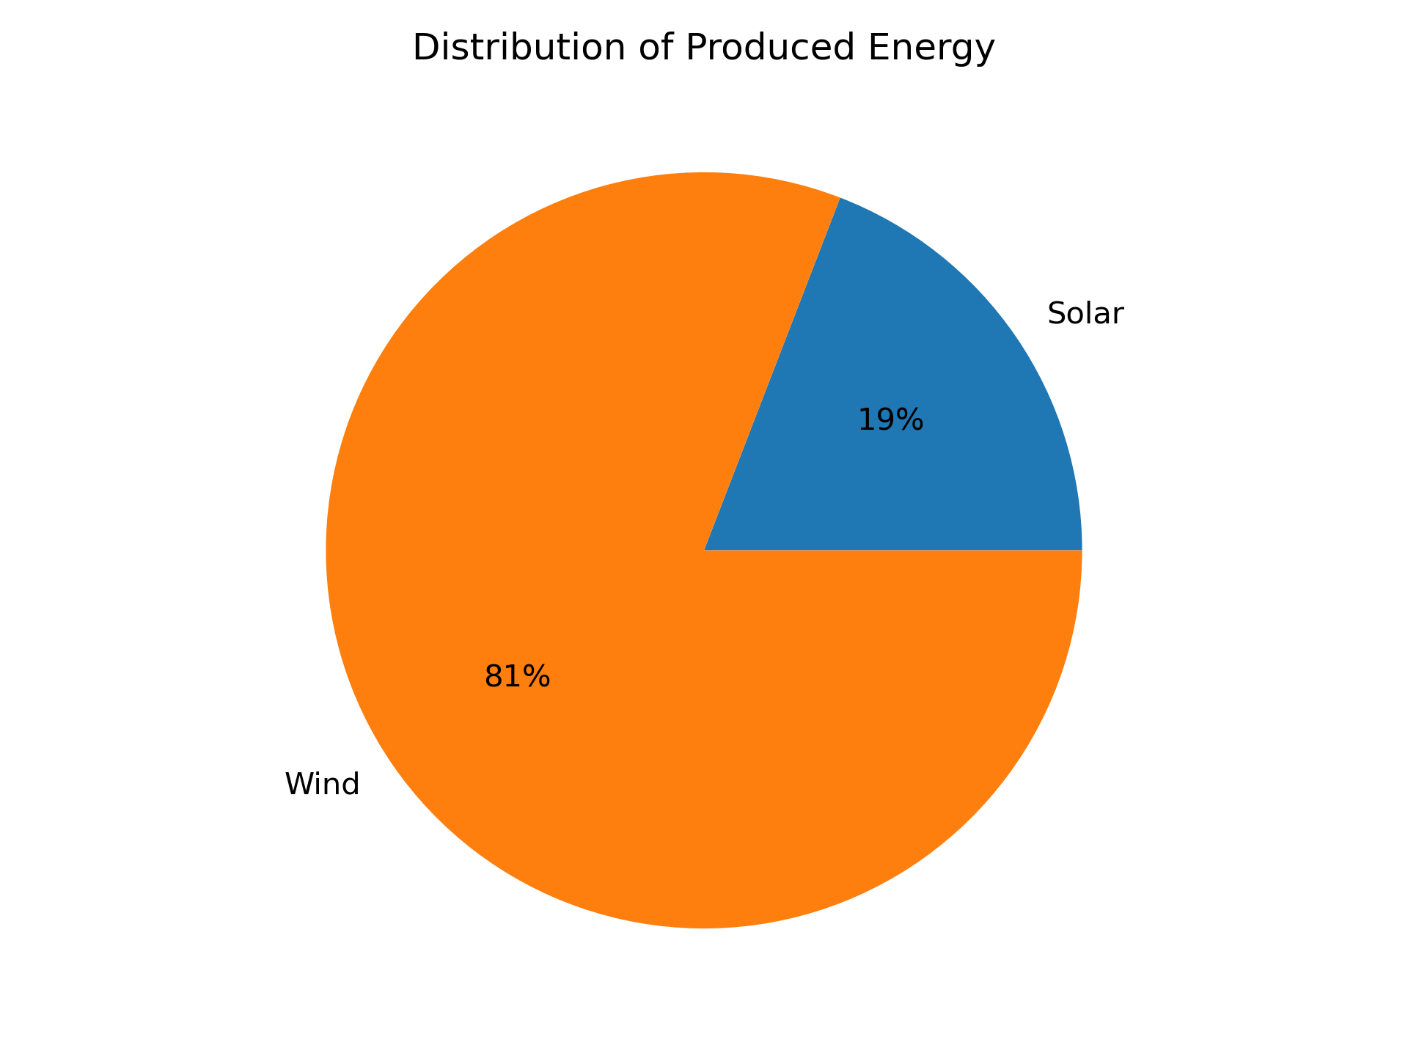 Distribution of Produced Energy
Solar
19%
81%
Wind